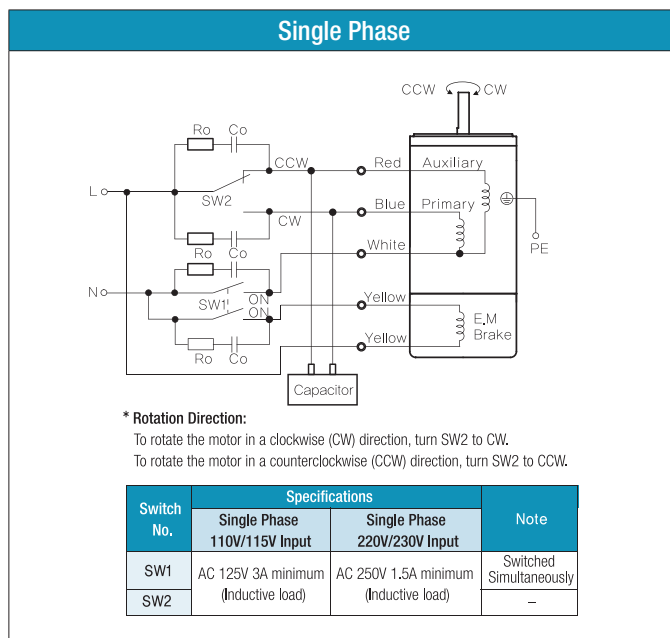 Single Phase
CCW CW
Ro Co
CCW
Red Auxiliary
L
SW2
Blue Primary
CW
Ro Co
White
PE
N
SW1
ON
ON
Yellow
E.M
Brake
Yellow
Ro Co
Capacitor
* Rotation Direction:
To rotate the motor in a clockwise (CW) direction, turn SW2 to CW.
To rotate the motor in a counterclockwise (CCW) direction, turn SW2 to CCW.
Switch No.
Specifications
Note
Single Phase 110V/115V Input
Single Phase 220V/230V Input
SW1
AC 125V 3A minimum
(Inductive load)
AC 250V 1.5A minimum
(Inductive load)
Switched
Simultaneously
SW2
–